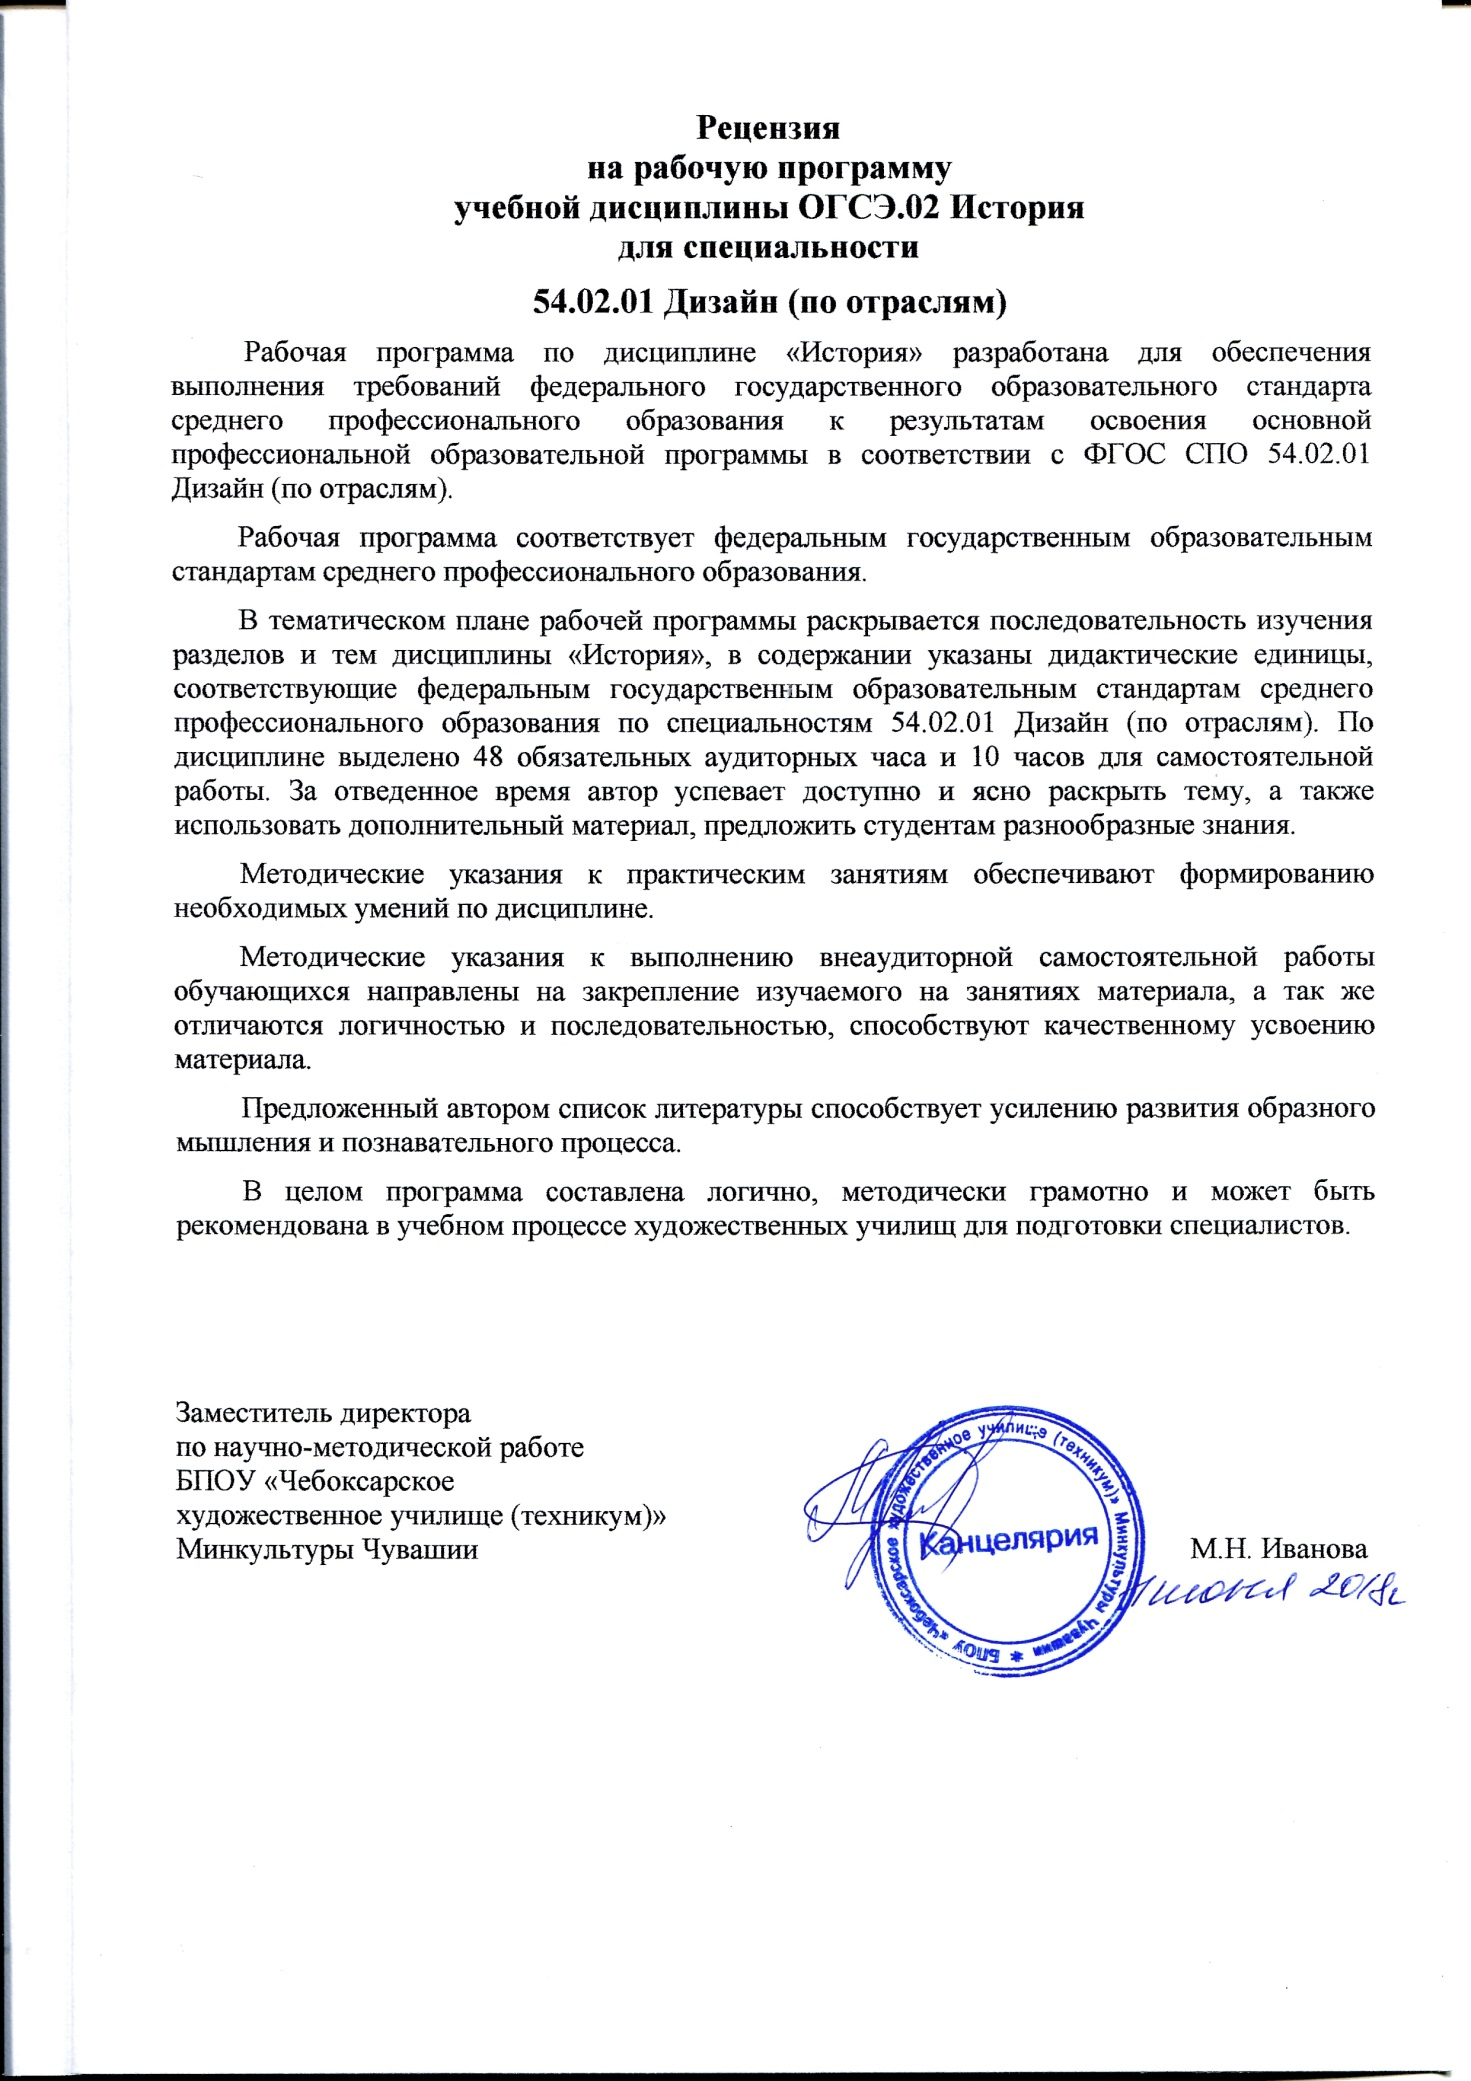 Рецензия
на рабочую программу
учебной дисциплины ОГСЭ.02 История
для специальности
54.02.01 Дизайн (по отраслям)
Рабочая программа по дисциплине «История» разработана для обеспечения
выполнения требований федерального государственного образовательного стандарта
среднего профессионального образования к результатам освоения основной
профессиональной образовательной программы в соответствии с ФГОС СПО 54.02.01
Дизайн (по отраслям).
Рабочая программа соответствует федеральным государственным образовательным
стандартам среднего профессионального образования.
В тематическом плане рабочей программы раскрывается последовательность изучения
разделов и тем дисциплины «История», в содержании указаны дидактические единицы,
соответствующие федеральным государственным образовательным стандартам среднего
профессионального образования по специальностям 54.02.01 Дизайн (по отраслям). По
дисциплине выделено 48 обязательных аудиторных часа и 10 часов для самостоятельной
работы. За отведенное время автор успевает доступно и ясно раскрыть тему, а также
использовать дополнительный материал, предложить студентам разнообразные знания.
Методические указания к практическим занятиям обеспечивают формированию
необходимых умений по дисциплине.
Методические указания к выполнению внеаудиторной самостоятельной работы
обучающихся направлены на закрепление изучаемого на занятиях материала, а так же
отличаются логичностью и последовательностью, способствуют качественному усвоению
материала.
Предложенный автором список литературы способствует усилению развития образного
мышления и познавательного процесса.
В целом программа составлена логично, методически грамотно и может быть
рекомендована в учебном процессе художественных училищ для подготовки специалистов.
Заместитель директора
по научно-методической работе
БПОУ «Чебоксарское
художественное училище (техникум)»
Минкультуры Чувашии
М.Н. Иванова
июня 2018г
БПОУ «Чебоксарское художественное училище (техникум)» Минкультуры Чувашии *
Канцелярия